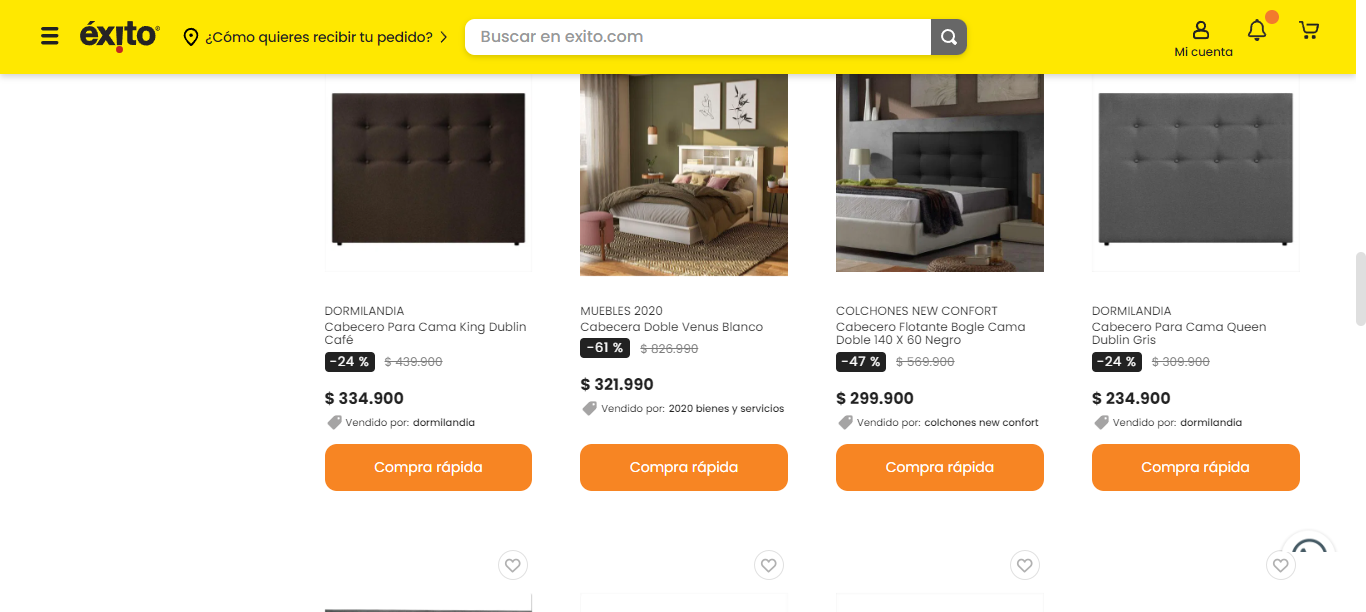 éxito
¿Cómo quieres recibir tu pedido?
Buscar en exito.com
Mi cuenta
DORMILANDIA
Cabecero Para Cama King Dublin
Café
-24 % $ 439.900
$ 334.900
Vendido por: dormilandia
Compra rápida
MUEBLES 2020
Cabecera Doble Venus Blanco
-61 % $ 826.990
$ 321.990
Vendido por: 2020 bienes y servicios
Compra rápida
COLCHONES NEW CONFORT
Cabecero Flotante Bogle Cama
Doble 140 X 60 Negro
-47 % $ 569.900
$ 299.900
Vendido por: colchones new confort
Compra rápida
DORMILANDIA
Cabecero Para Cama Queen
Dublin Gris
-24 % $ 309.900
$ 234.900
Vendido por: dormilandia
Compra rápida